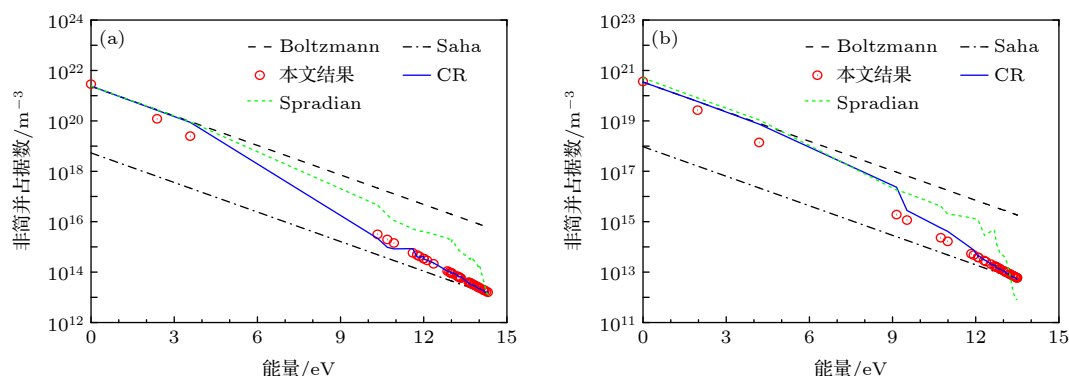 (a)
Boltzmann
Saha
本文结果
CR
Spradian
10^24
10^22
10^20
10^18
10^16
10^14
10^12
非简并占据数/m^−3
0 3 6 9 12 15
能量/eV
(b)
Boltzmann
Saha
本文结果
CR
Spradian
10^23
10^21
10^19
10^17
10^15
10^13
10^11
非简并占据数/m^−3
0 3 6 9 12 15
能量/eV